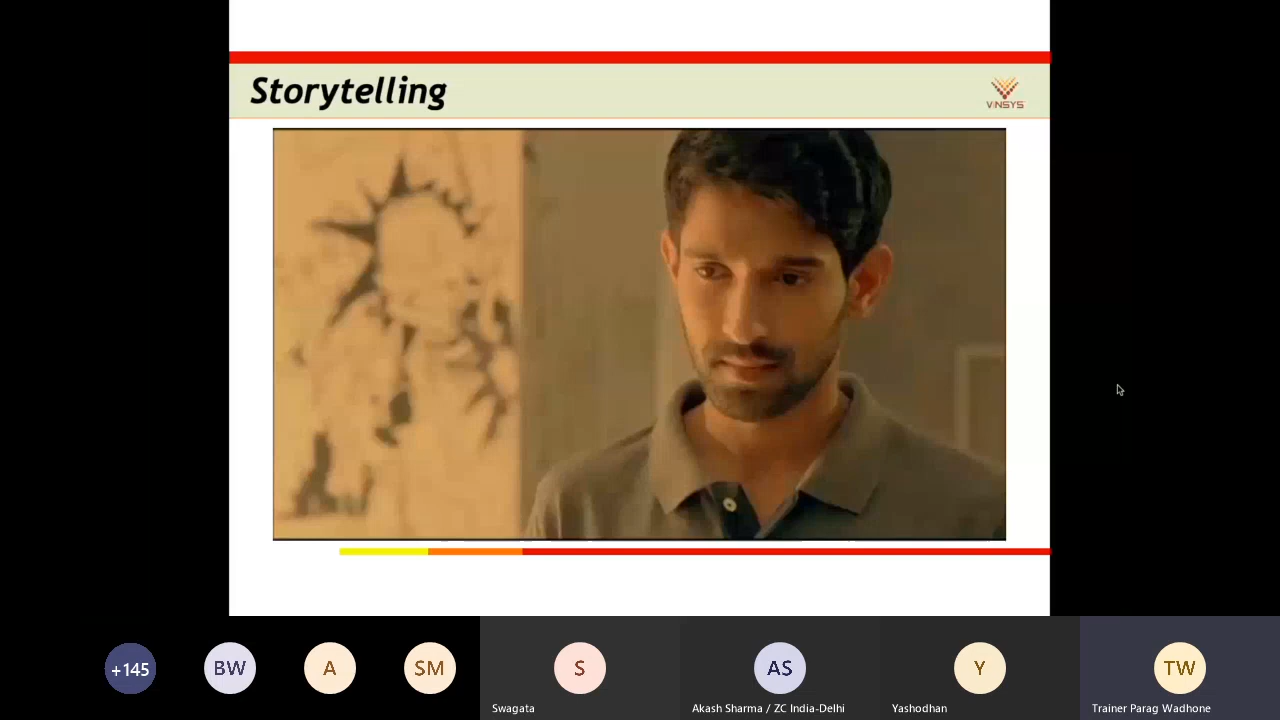 Storytelling
VINSYS
+145
BW
A
SM
S
AS
Y
TW
Swagata
Akash Sharma / ZC India-Delhi
Yashodhan
Trainer Parag Wadhone